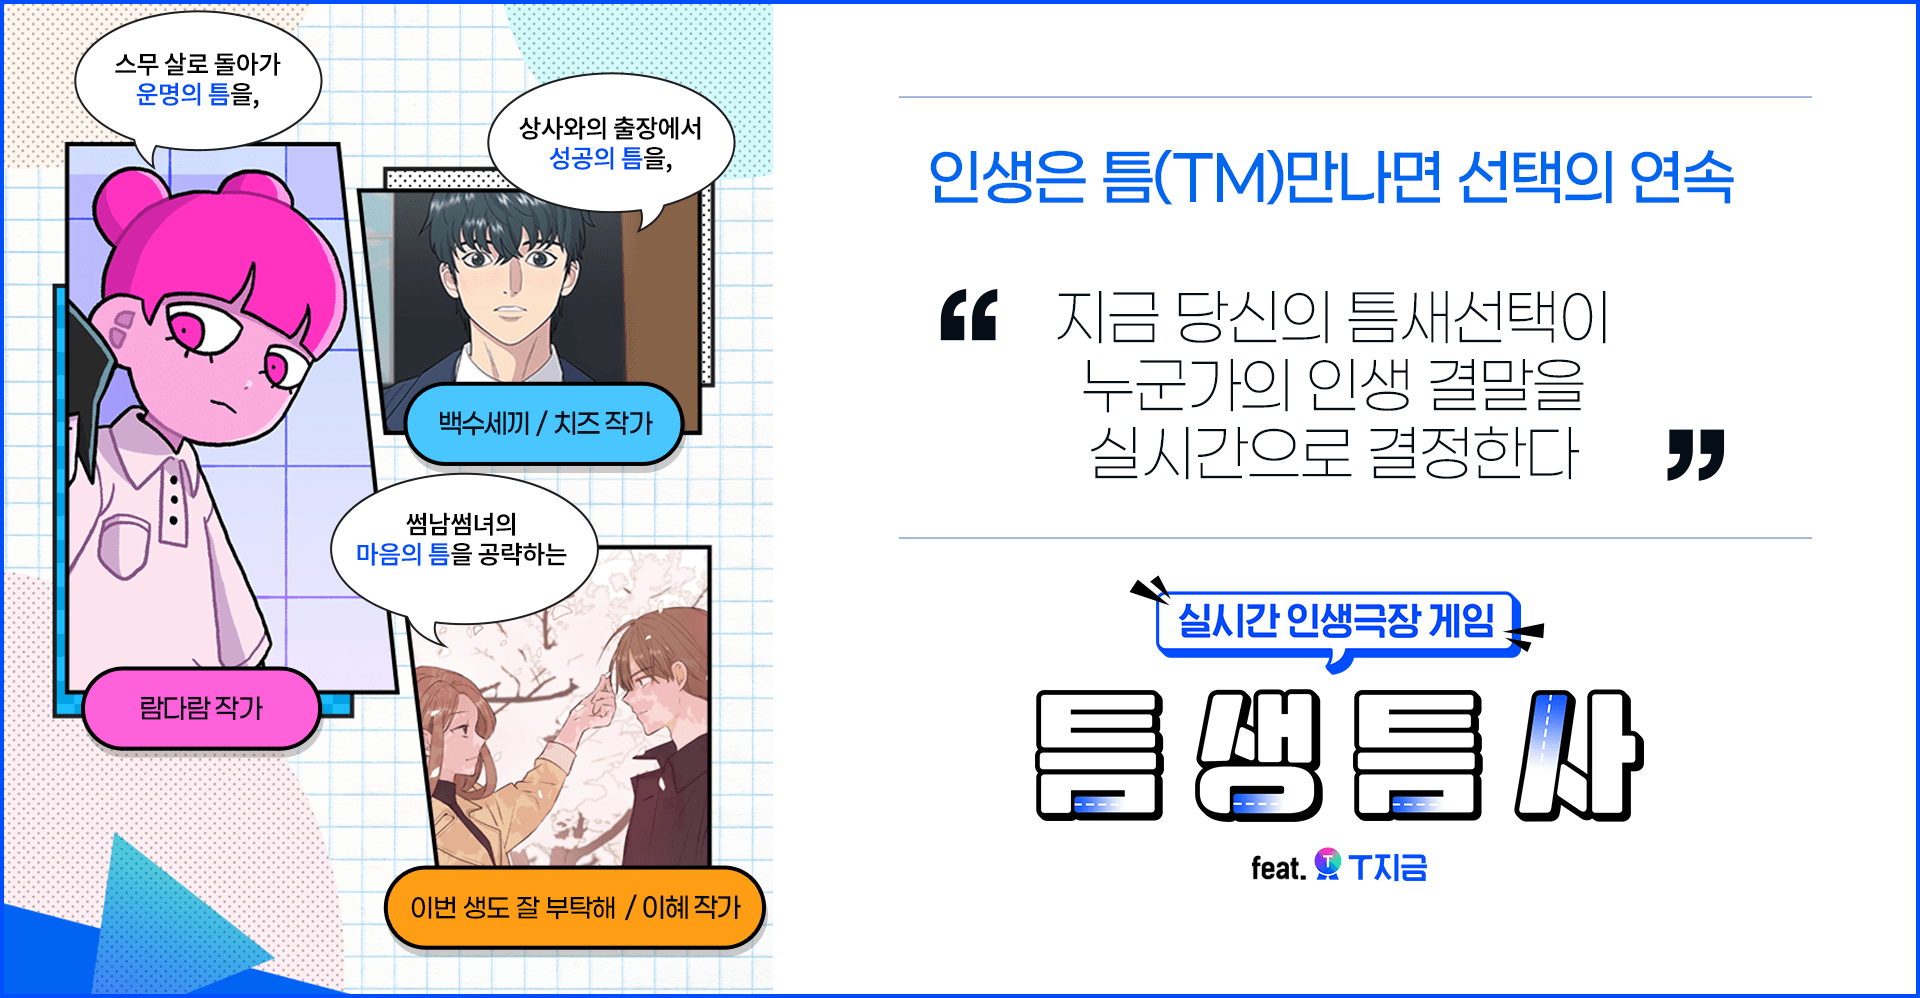 스무 살로 돌아가
운명의 틈을,
상사와의 출장에서
성공의 틈을,
백수세끼 / 치즈 작가
썸남썸녀의
마음의 틈을 공략하는
람다람 작가
이번 생도 잘 부탁해 / 이혜 작가
인생은 틈(TM)만나면 선택의 연속
“ 지금 당신의 틈새선택이
누군가의 인생 결말을
실시간으로 결정한다 ”
실시간 인생극장 게임
틈생틈사
feat. T T지금